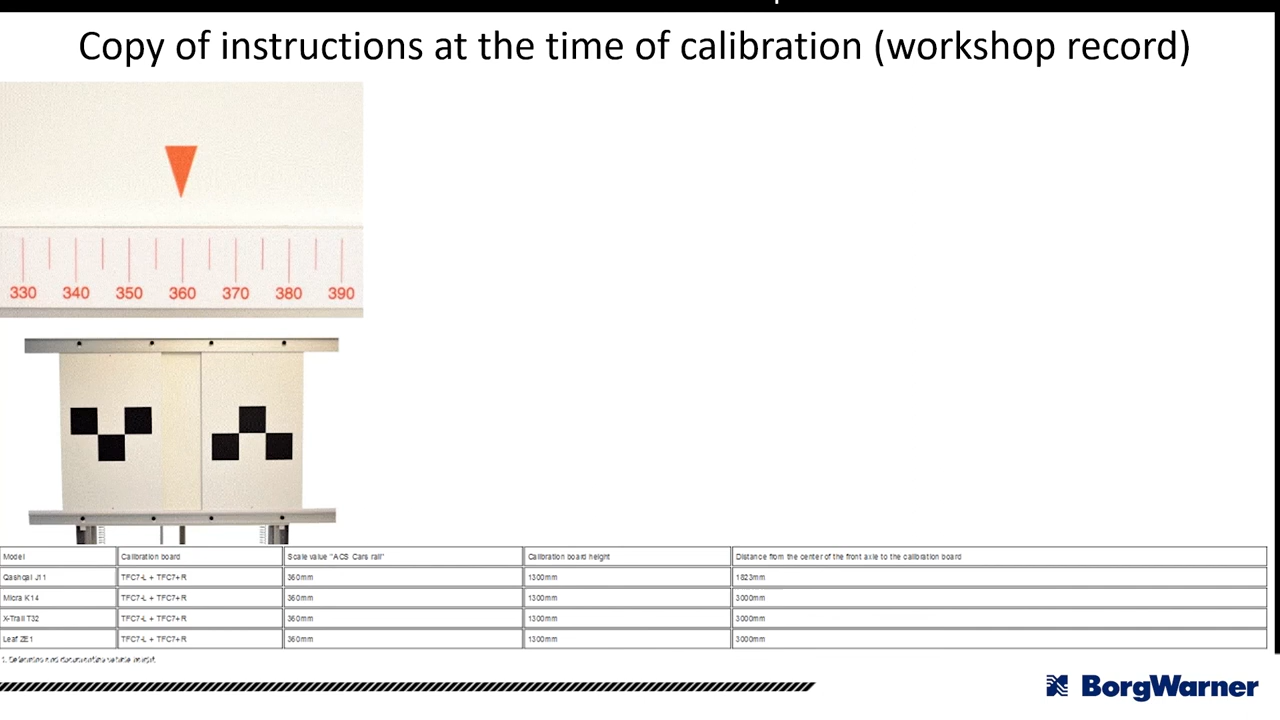 Copy of instructions at the time of calibration (workshop record)
330 340 350 360 370 380 390
Model Calibration board Scale value "ACS Cars rail" Calibration board height Distance from the center of the front axle to the calibration board
Qashqai J11 TFC7-L + TFC7+R 360mm 1300mm 1823mm
Micra K14 TFC7-L + TFC7+R 360mm 1300mm 3000mm
X-Trail T32 TFC7-L + TFC7+R 360mm 1300mm 3000mm
Leaf ZE1 TFC7-L + TFC7+R 360mm 1300mm 3000mm
BorgWarner